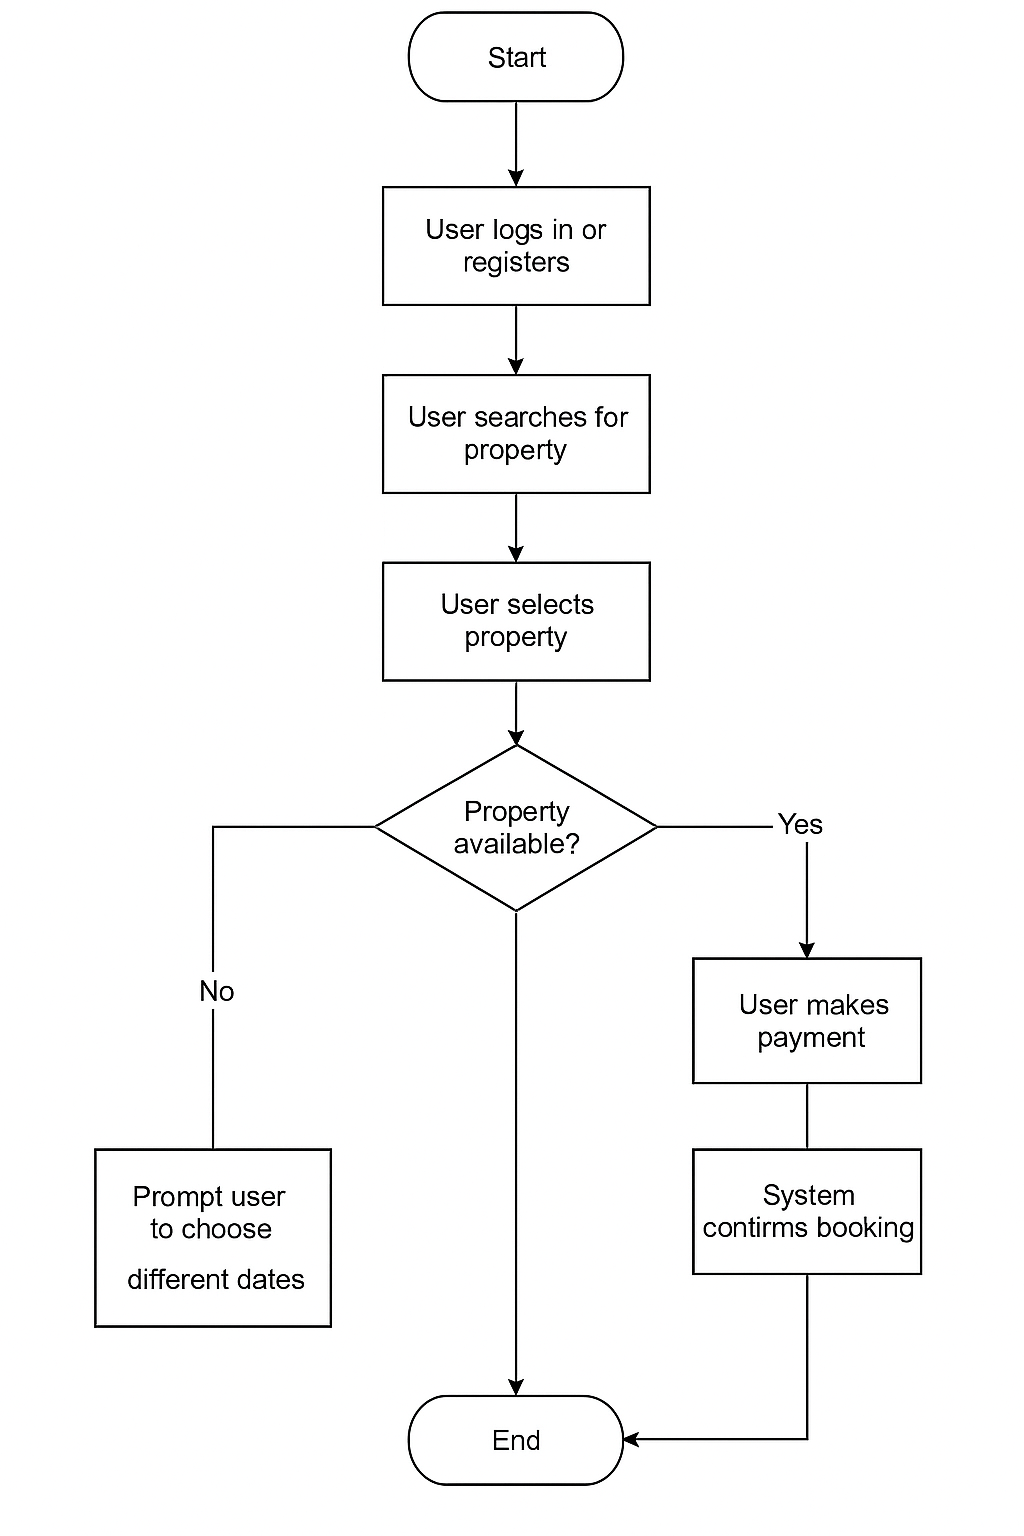 Start
User logs in or
registers
User searches for
property
User selects
property
Property
available?
Yes
No
User makes
payment
Prompt user
to choose
different dates
System
contirms booking
End